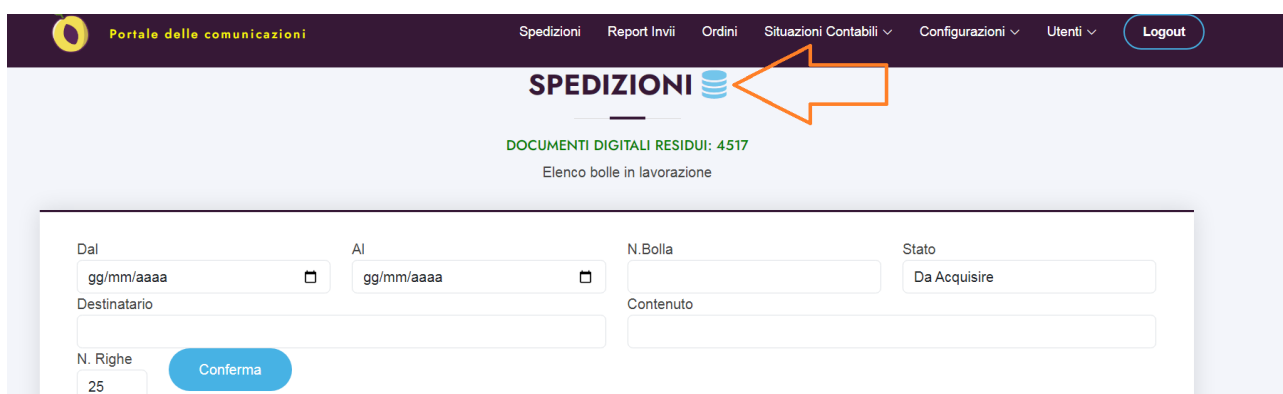 Portale delle comunicazioni Spedizioni Report Invii Ordini Situazioni Contabili Configurazioni Utenti Logout
SPEDIZIONI
DOCUMENTI DIGITALI RESIDUI: 4517
Elenco bolle in lavorazione
Dal Al N.Bolla Stato
gg/mm/aaaa gg/mm/aaaa Da Acquisire
Destinatario Contenuto
N. Righe
Conferma
25